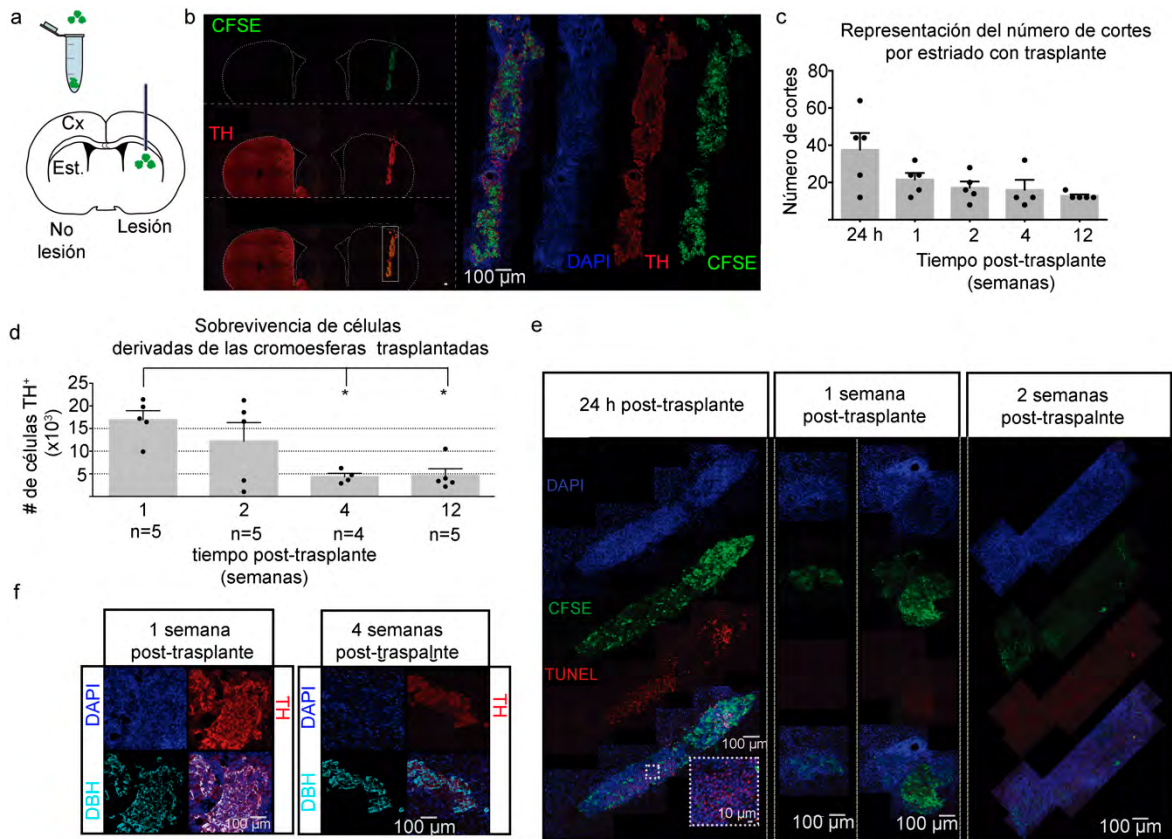 a
Cx
Est.
No
lesión
Lesión
b
CFSE
TH
100 µm
DAPI
TH
CFSE
c
Representación del número de cortes
por estriado con trasplante
Número de cortes
80
60
40
20
24 h
1
2
4
12
Tiempo post-trasplante
(semanas)
d
Sobrevivencia de células
derivadas de las cromoesferas trasplantadas
# de células TH⁺
(x10³)
25
20
15
10
5
*
*
1
2
4
12
n=5
n=5
n=4
n=5
tiempo post-trasplante
(semanas)
e
24 h post-trasplante
1 semana
post-trasplante
2 semanas
post-traspalnte
DAPI
CFSE
TUNEL
100 µm
10 µm
100 µm
100 µm
100 µm
f
1 semana
post-trasplante
DAPI
TH
DBH
100 µm
4 semanas
post-traspalnte
DAPI
TH
DBH
100 µm